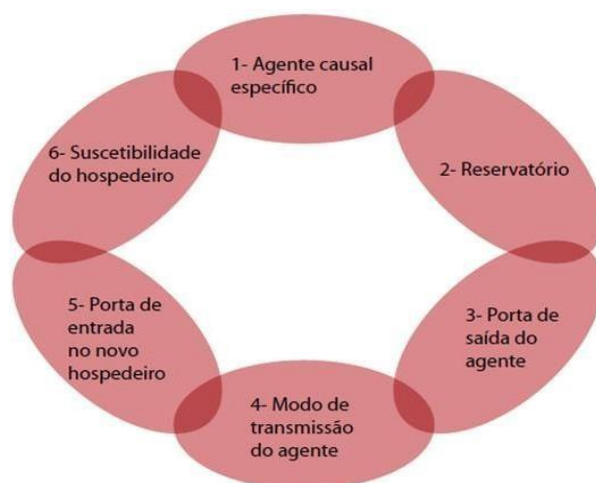 1- Agente causal
específico
2- Reservatório
3- Porta de
saída do
agente
4- Modo de
transmissão
do agente
5- Porta de
entrada
no novo
hospedeiro
6- Suscetibilidade
do hospedeiro